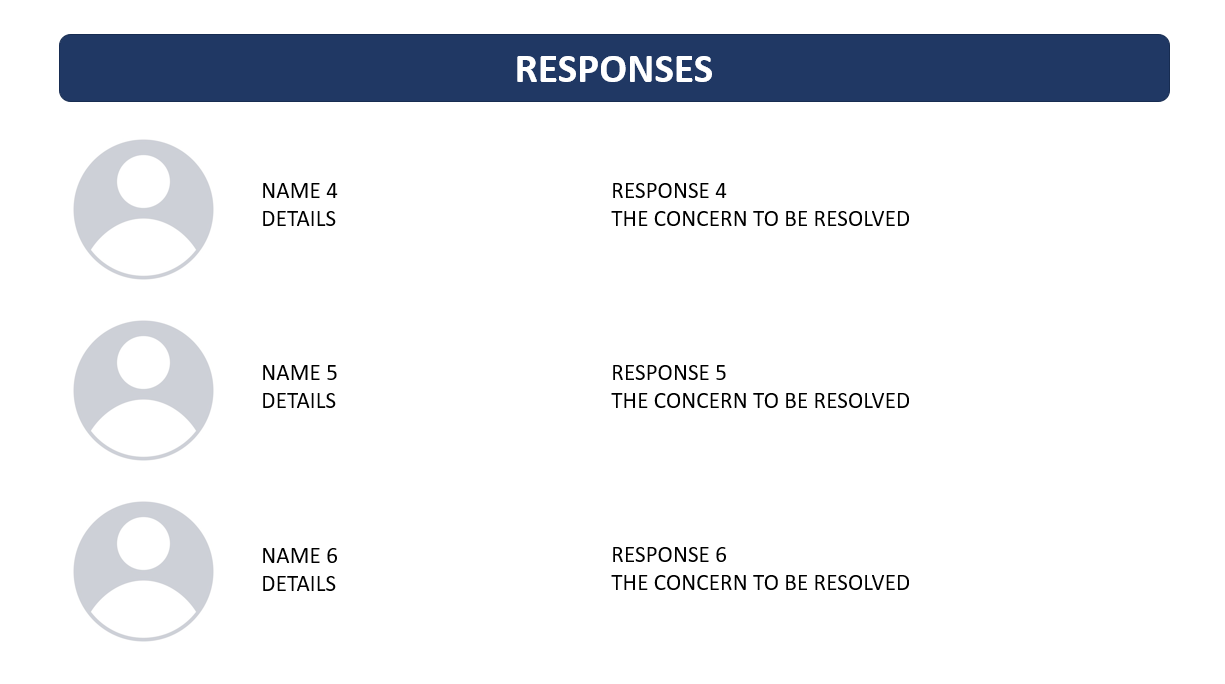 RESPONSES
NAME 4
DETAILS
RESPONSE 4
THE CONCERN TO BE RESOLVED
NAME 5
DETAILS
RESPONSE 5
THE CONCERN TO BE RESOLVED
NAME 6
DETAILS
RESPONSE 6
THE CONCERN TO BE RESOLVED